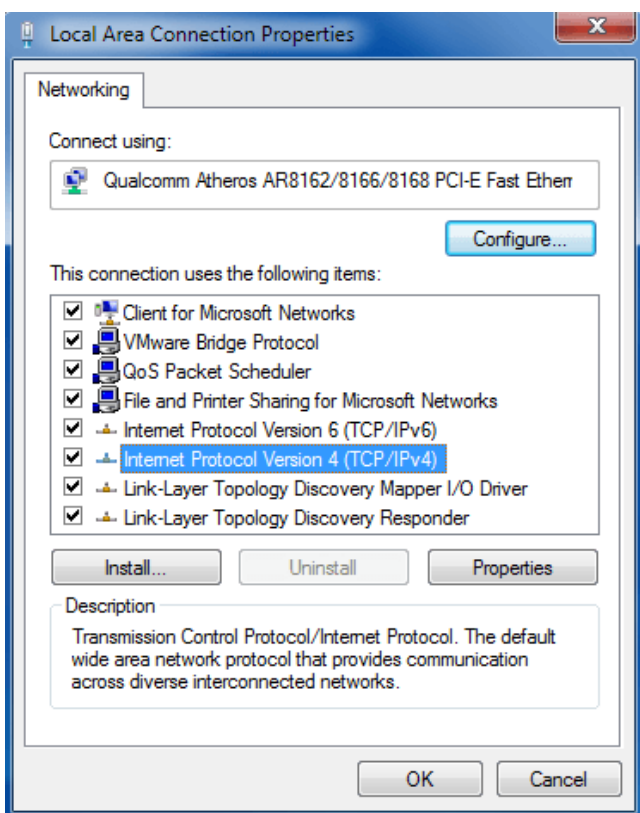 Local Area Connection Properties
Networking
Connect using:
Qualcomm Atheros AR8162/8166/8168 PCI-E Fast Ethern
Configure...
This connection uses the following items:
Client for Microsoft Networks
VMware Bridge Protocol
QoS Packet Scheduler
File and Printer Sharing for Microsoft Networks
Internet Protocol Version 6 (TCP/IPv6)
Internet Protocol Version 4 (TCP/IPv4)
Link-Layer Topology Discovery Mapper I/O Driver
Link-Layer Topology Discovery Responder
Install... Uninstall Properties
Description
Transmission Control Protocol/Internet Protocol. The default
wide area network protocol that provides communication
across diverse interconnected networks.
OK Cancel